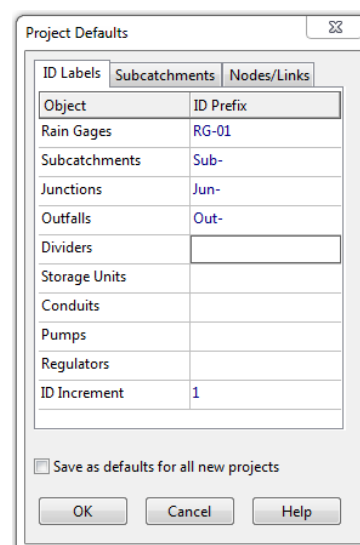 Project Defaults
ID Labels Subcatchments Nodes/Links
Object ID Prefix
Rain Gages RG-01
Subcatchments Sub-
Junctions Jun-
Outfalls Out-
Dividers
Storage Units
Conduits
Pumps
Regulators
ID Increment 1
Save as defaults for all new projects
OK Cancel Help